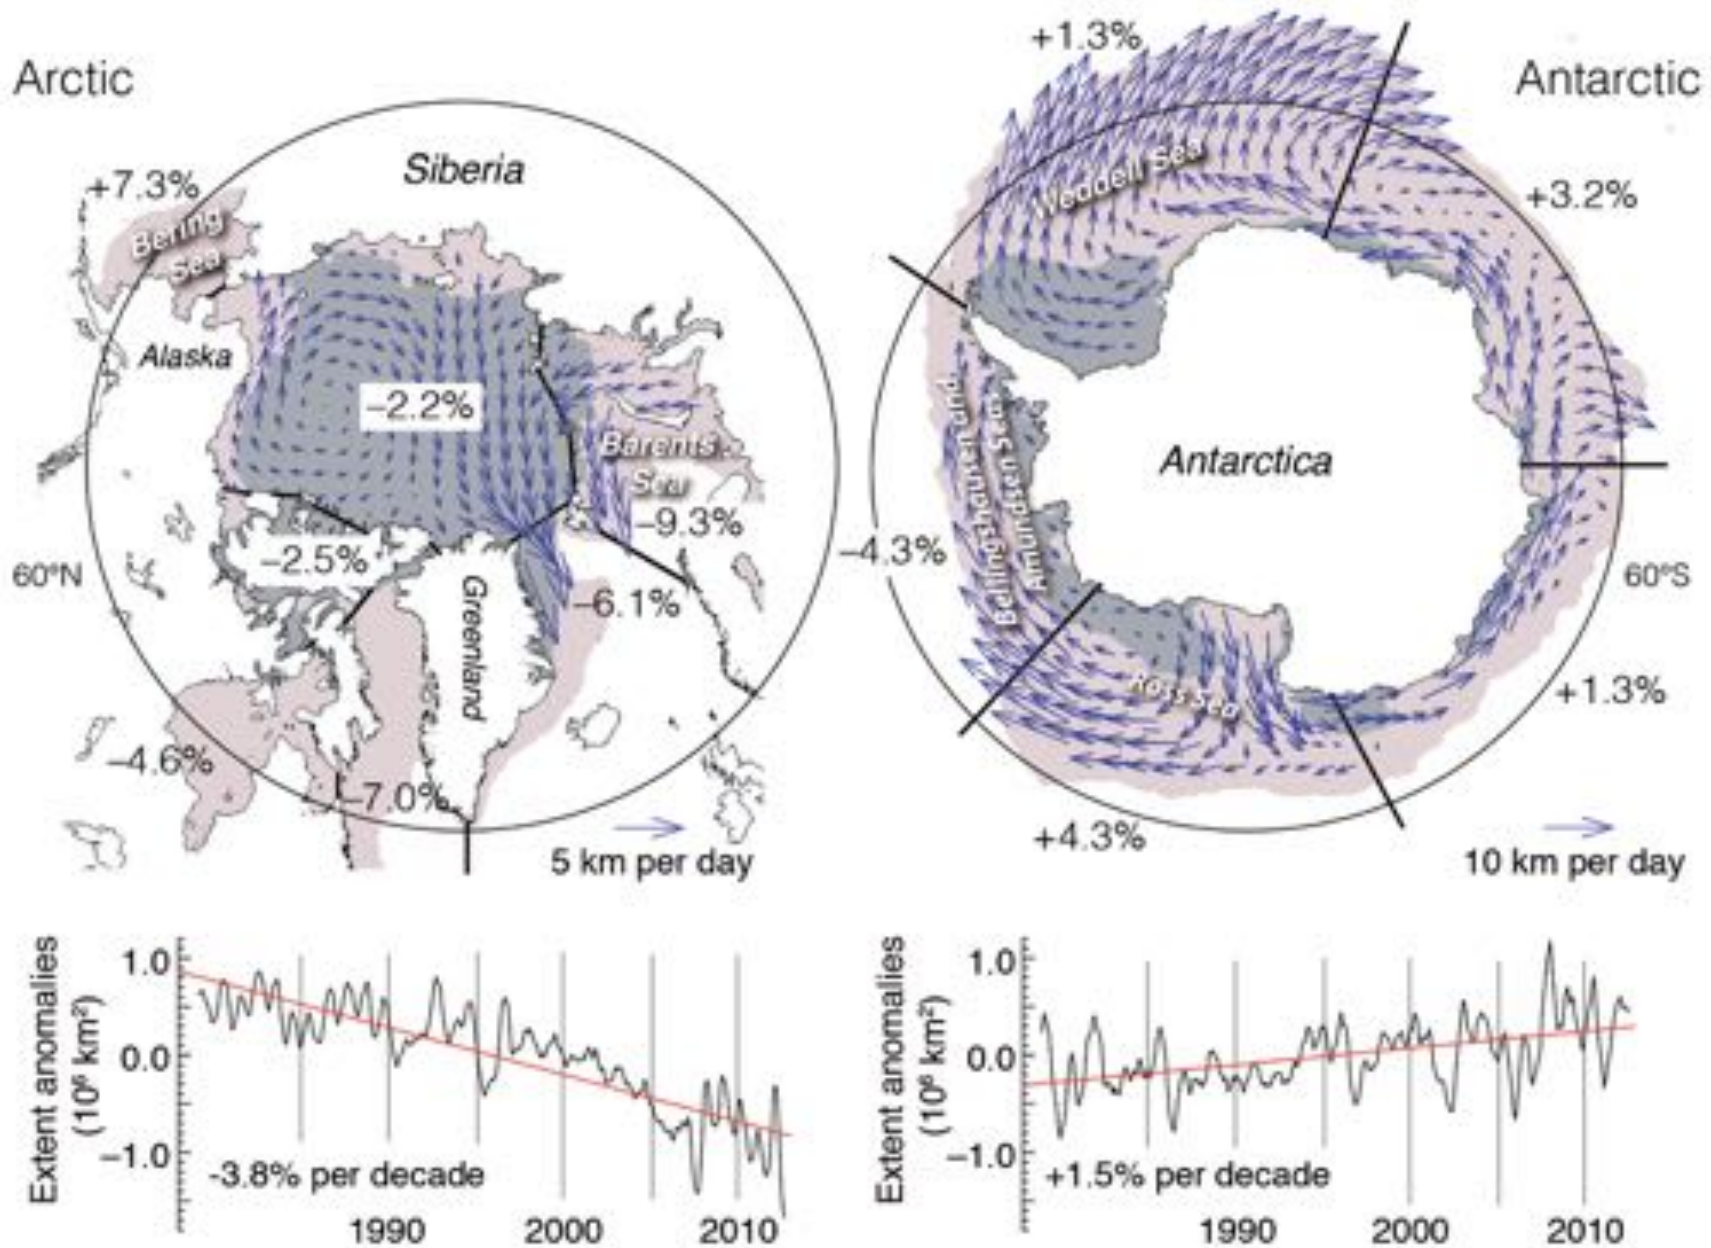 Arctic
Siberia
+7.3%
Bering
Sea
Alaska
−2.2%
Barents
Sea
−9.3%
−2.5%
60°N
Greenland
−6.1%
−4.6%
−7.0%
5 km per day
Antarctic
+1.3%
Weddell Sea
+3.2%
Antarctica
Bellingshausen and
Amundsen Seas
−4.3%
60°S
Ross Sea
+1.3%
+4.3%
10 km per day
Extent anomalies
(10⁶ km²)
1.0
0.0
−1.0
-3.8% per decade
1990 2000 2010
Extent anomalies
(10⁶ km²)
1.0
0.0
−1.0
+1.5% per decade
1990 2000 2010